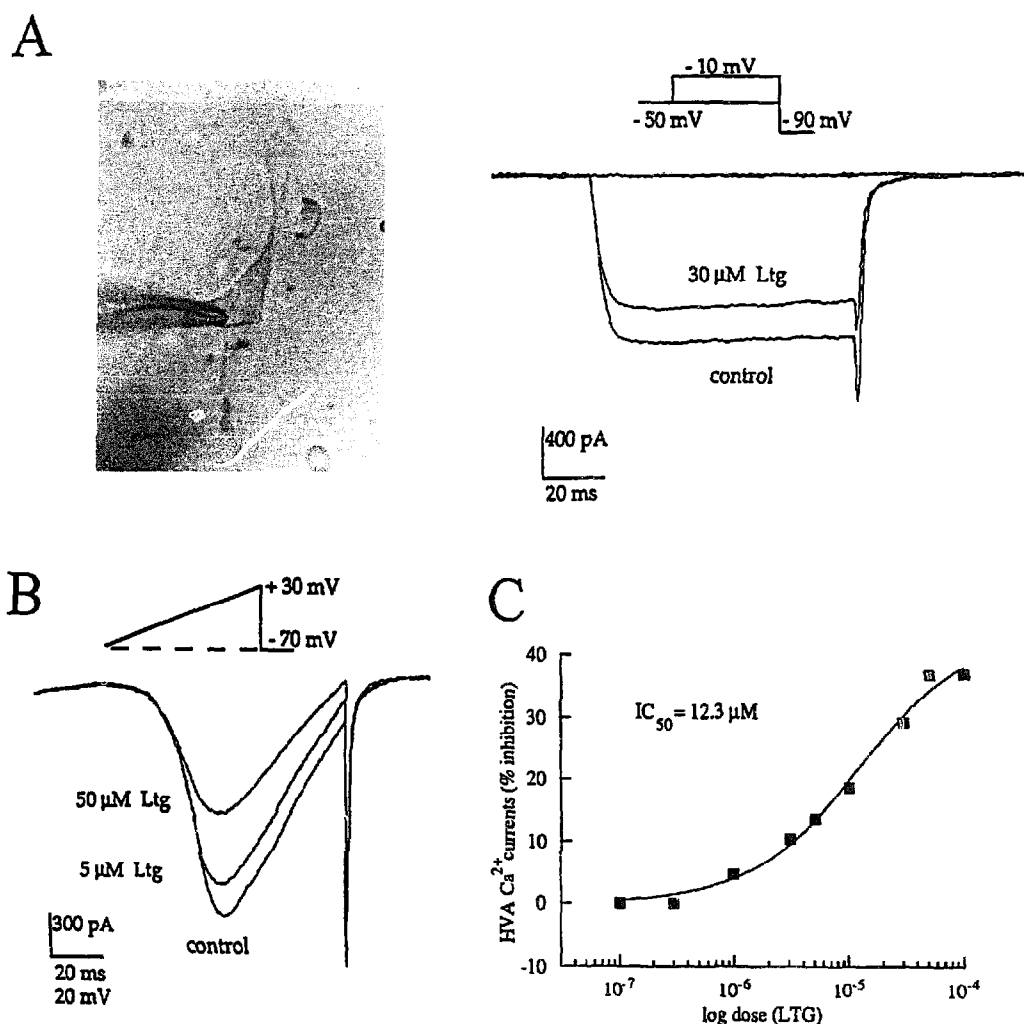 A
-10 mV
-50 mV
-90 mV
30 µM Ltg
control
400 pA
20 ms
B
+30 mV
-70 mV
50 µM Ltg
5 µM Ltg
control
300 pA
20 ms
20 mV
C
HVA Ca2+ currents (% inhibition)
40
30
20
10
0
-10
IC50 = 12.3 µM
10-7
10-6
10-5
10-4
log dose (LTG)